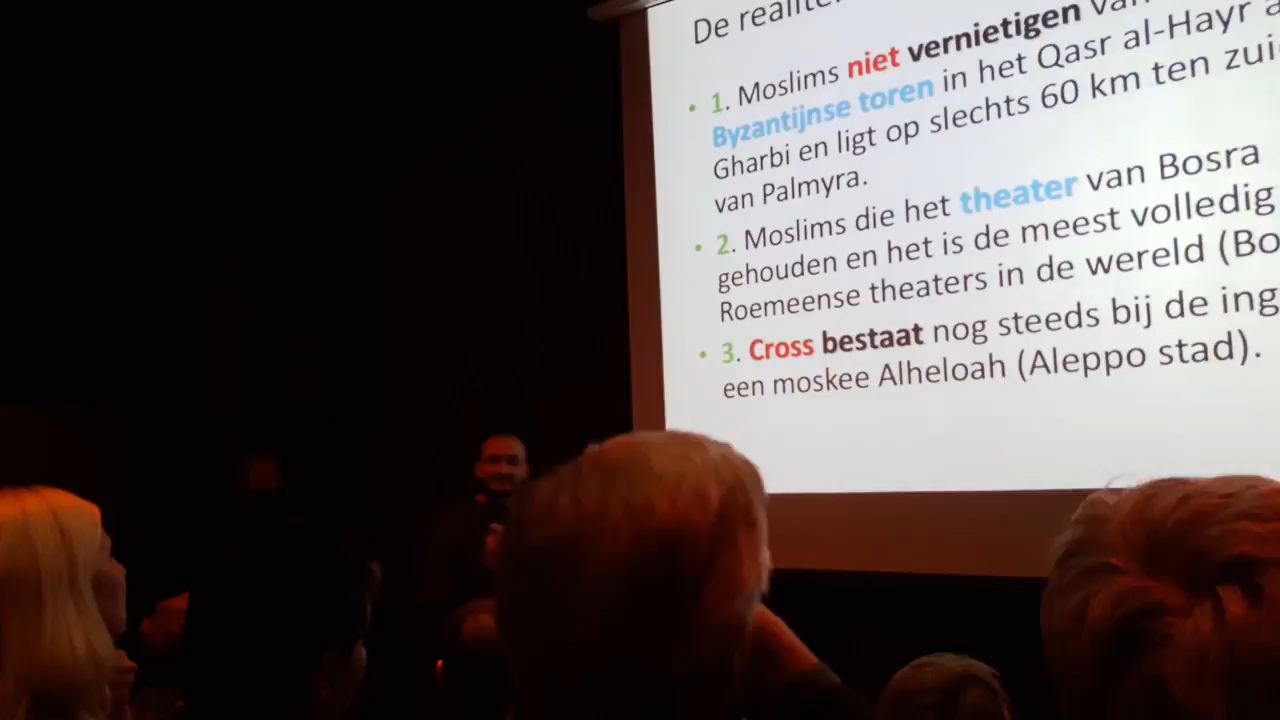 De realite
• 1. Moslims niet vernietigen van
Byzantijnse toren in het Qasr al-Hayr a
Gharbi en ligt op slechts 60 km ten zui
van Palmyra.
• 2. Moslims die het theater van Bosra
gehouden en het is de meest volledig
Roemeense theaters in de wereld (Bo
• 3. Cross bestaat nog steeds bij de ing
een moskee Alheloah (Aleppo stad).